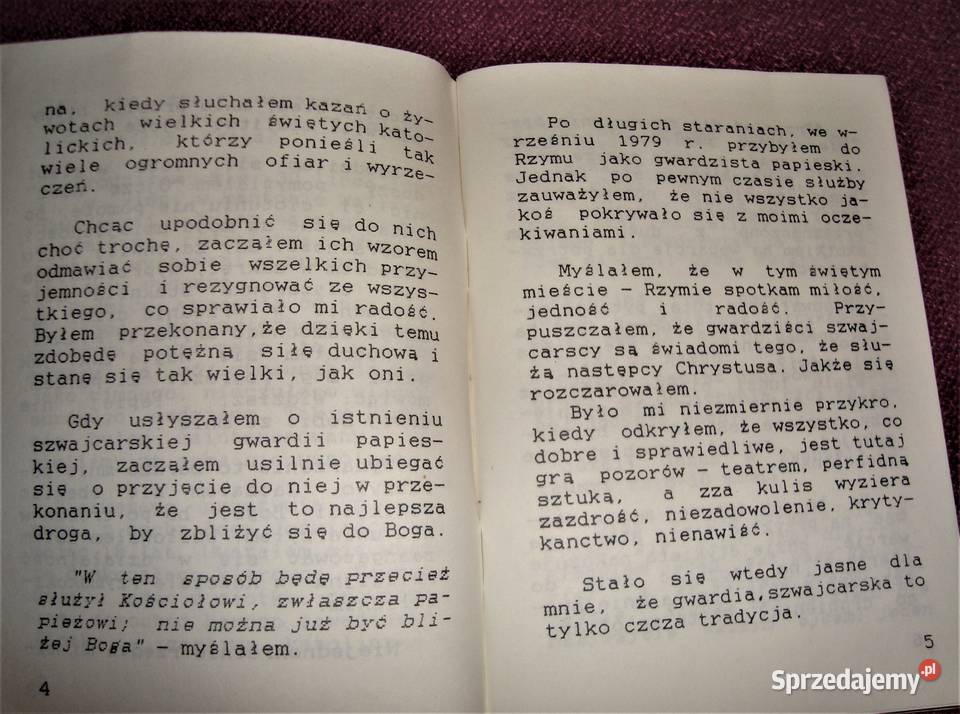 na, kiedy słuchałem kazań o ży-
wotach wielkich świętych kato-
lickich, którzy ponieśli tak
wiele ogromnych ofiar i wyrze-
czeń.
Chcąc upodobnić się do nich
choć trochę, zacząłem ich wzorem
odmawiać sobie wszelkich przy-
jemności i rezygnować ze wszys-
tkiego, co sprawiało mi radość.
Byłem przekonany,że dzięki temu
zdobędę potężną siłę duchową i
stanę się tak wielki, jak oni.
Gdy usłyszałem o istnieniu
szwajcarskiej gwardii papies-
kiej, zacząłem usilnie ubiegać
się o przyjęcie do niej w prze-
konaniu, że jest to najlepsza
droga, by zbliżyć się do Boga.
"W ten sposób będę przecież
służył Kościołowi, zwłaszcza pa-
pieżowi; nie można już być bli-
żej Boga" - myślałem.
4
Po długich staraniach, we w-
rześniu 1979 r. przybyłem do
Rzymu jako gwardzista papieski.
Jednak po pewnym czasie służby
zauważyłem, że nie wszystko ja-
koś pokrywało się z moimi ocze-
kiwaniami.
Myślałem, że w tym świętym
mieście - Rzymie spotkam miłość,
jedność i radość. Przy-
puszczałem, że gwardziści szwaj-
carscy są świadomi tego, że słu-
żą następcy Chrystusa. Jakże się
rozczarowałem.
Było mi niezmiernie przykro,
kiedy odkryłem, że wszystko, co
dobre i sprawiedliwe, jest tutaj
grą pozorów - teatrem, perfidną
sztuką, a zza kulis wyziera
zazdrość, niezadowolenie, kryty-
kanctwo, nienawiść.
Stało się wtedy jasne dla
mnie, że gwardia,szwajcarska to
tylko czcza tradycja.
5
Sprzedajemy.pl